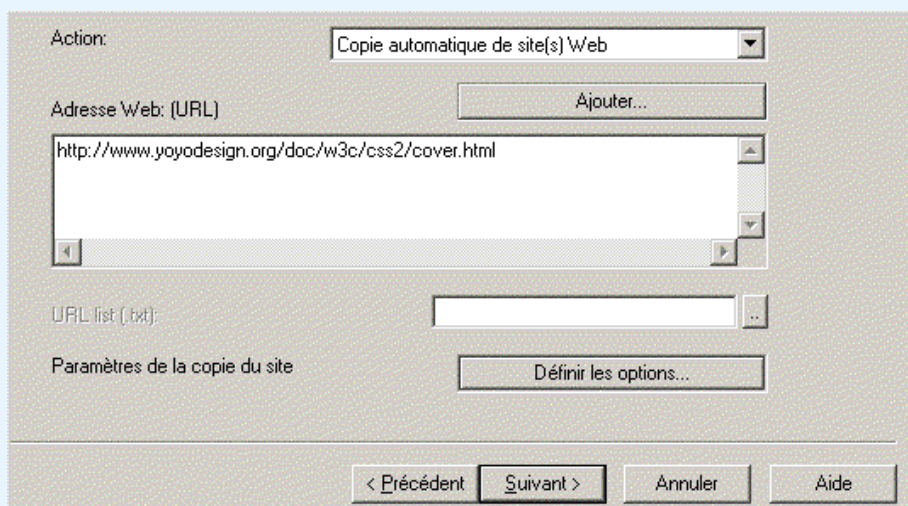 Action:
Copie automatique de site(s) Web
Adresse Web: (URL)
Ajouter...
http://www.yoyodesign.org/doc/w3c/css2/cover.html
URL list (.txt):
..
Paramètres de la copie du site
Définir les options...
< Précédent
Suivant >
Annuler
Aide